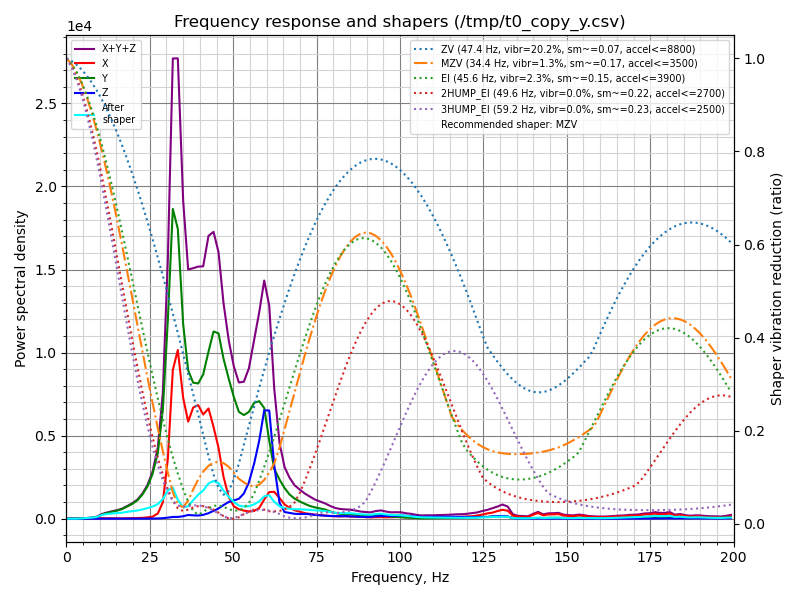 Frequency response and shapers (/tmp/t0_copy_y.csv)
1e4
X+Y+Z
X
Y
Z
After
shaper
ZV (47.4 Hz, vibr=20.2%, sm~=0.07, accel<=8800)
MZV (34.4 Hz, vibr=1.3%, sm~=0.17, accel<=3500)
EI (45.6 Hz, vibr=2.3%, sm~=0.15, accel<=3900)
2HUMP_EI (49.6 Hz, vibr=0.0%, sm~=0.22, accel<=2700)
3HUMP_EI (59.2 Hz, vibr=0.0%, sm~=0.23, accel<=2500)
Recommended shaper: MZV
Power spectral density
2.5
2.0
1.5
1.0
0.5
0.0
1.0
0.8
0.6
0.4
0.2
0.0
Shaper vibration reduction (ratio)
0 25 50 75 100 125 150 175 200
Frequency, Hz